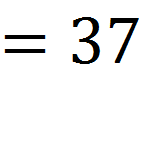 = 37